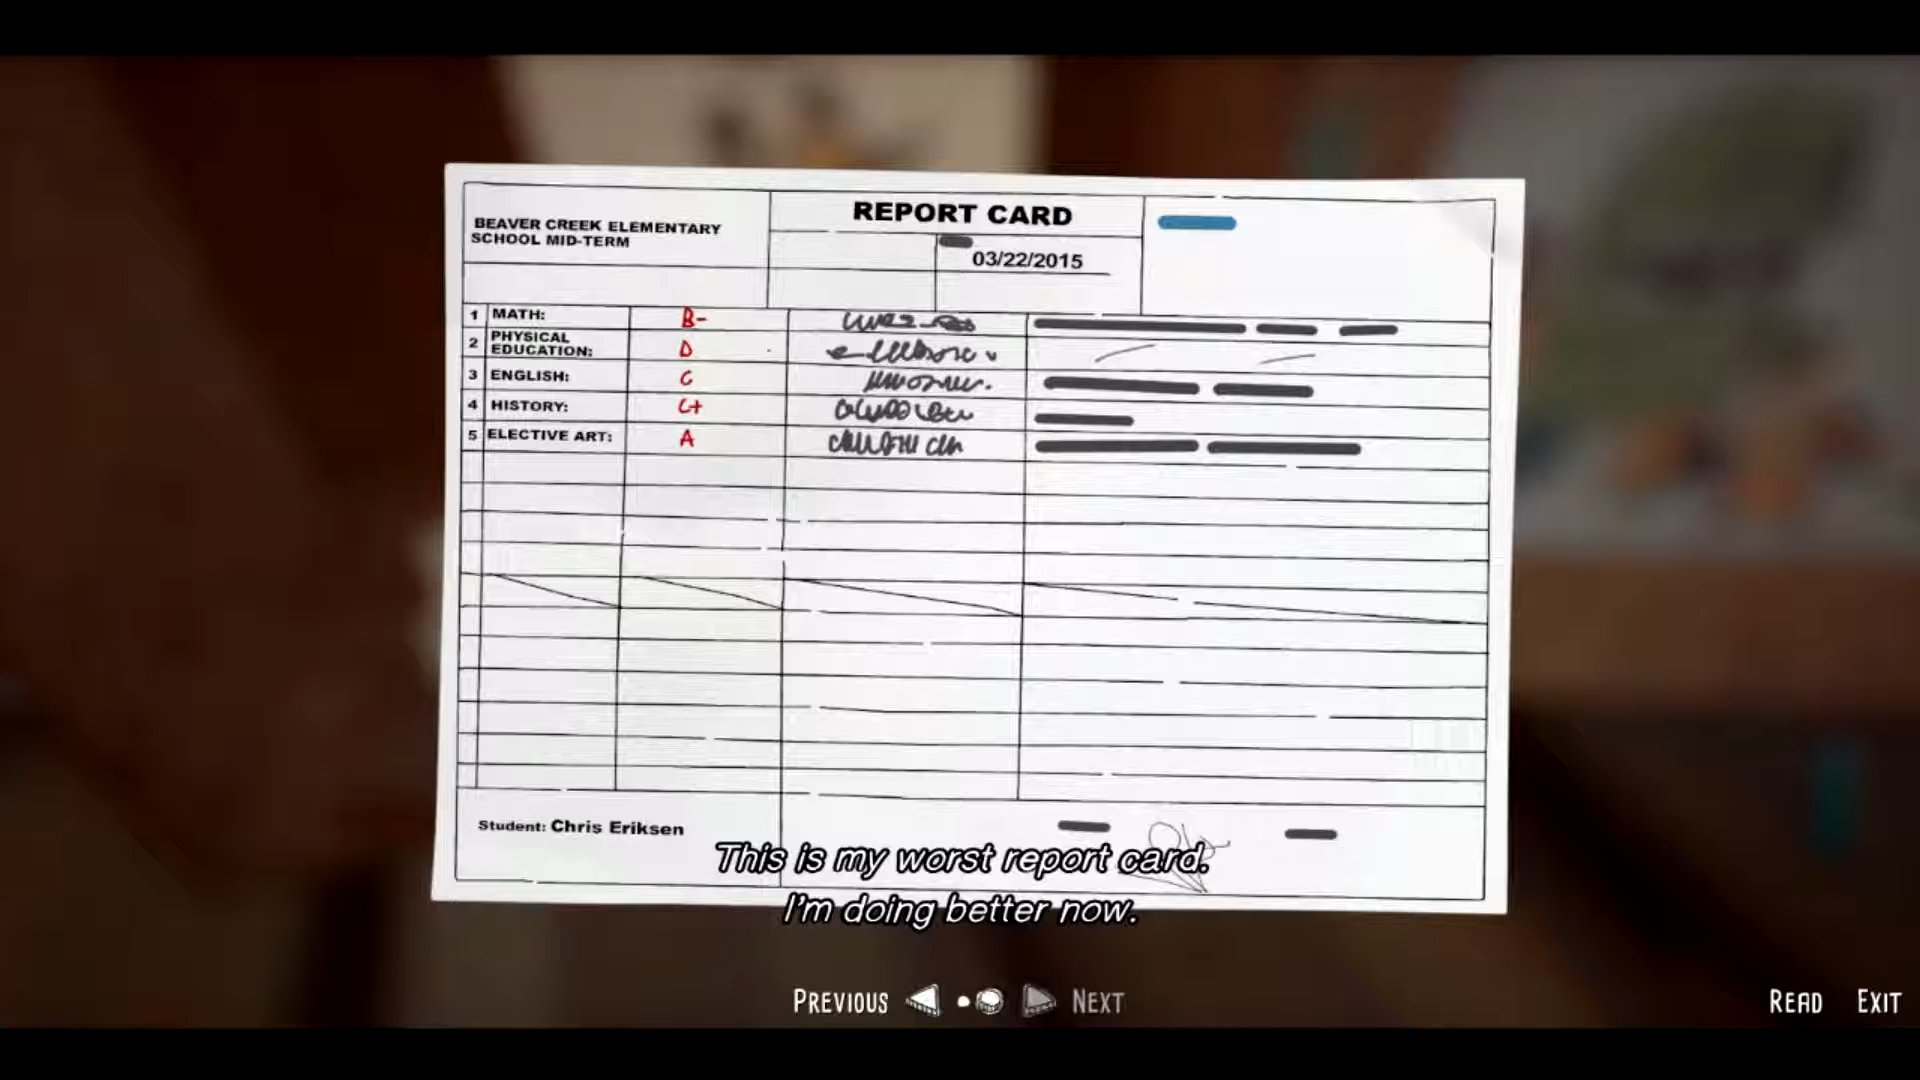 BEAVER CREEK ELEMENTARY
SCHOOL MID-TERM
REPORT CARD
03/22/2015
1 MATH: B-
2 PHYSICAL
EDUCATION: D
3 ENGLISH: C
4 HISTORY: C+
5 ELECTIVE ART: A
Student: Chris Eriksen
This is my worst report card.
I'm doing better now.
PREVIOUS NEXT
READ EXIT